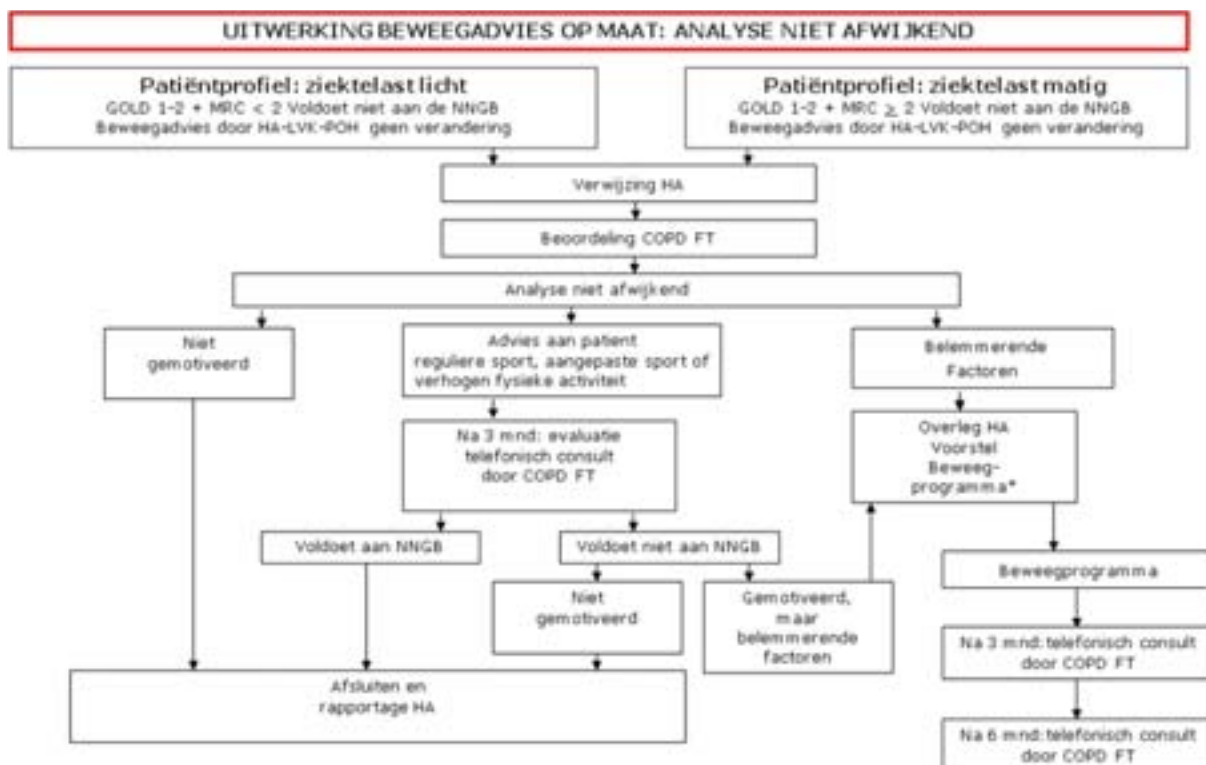 UITWERKING BEWEEGADVIES OP MAAT: ANALYSE NIET AFWIJKEND
Patiëntprofiel: ziektelast licht
GOLD 1-2 + MRC < 2 Voldoet niet aan de NNGB
Beweegadvies door HA-LVK-POH geen verandering
Patiëntprofiel: ziektelast matig
GOLD 1-2 + MRC ≥ 2 Voldoet niet aan de NNGB
Beweegadvies door HA-LVK-POH geen verandering
Verwijzing HA
Beoordeling COPD FT
Analyse niet afwijkend
Niet
gemotiveerd
Advies aan patient
reguliere sport, aangepaste sport of
verhogen fysieke activiteit
Belemmerende
Factoren
Na 3 mnd: evaluatie
telefonisch consult
door COPD FT
Overleg HA
Voorstel
Beweeg-
programma*
Voldoet aan NNGB
Voldoet niet aan NNGB
Beweegprogramma
Niet
gemotiveerd
Gemotiveerd,
maar
belemmerende
factoren
Na 3 mnd: telefonisch consult
door COPD FT
Afsluiten en
rapportage HA
Na 6 mnd: telefonisch consult
door COPD FT